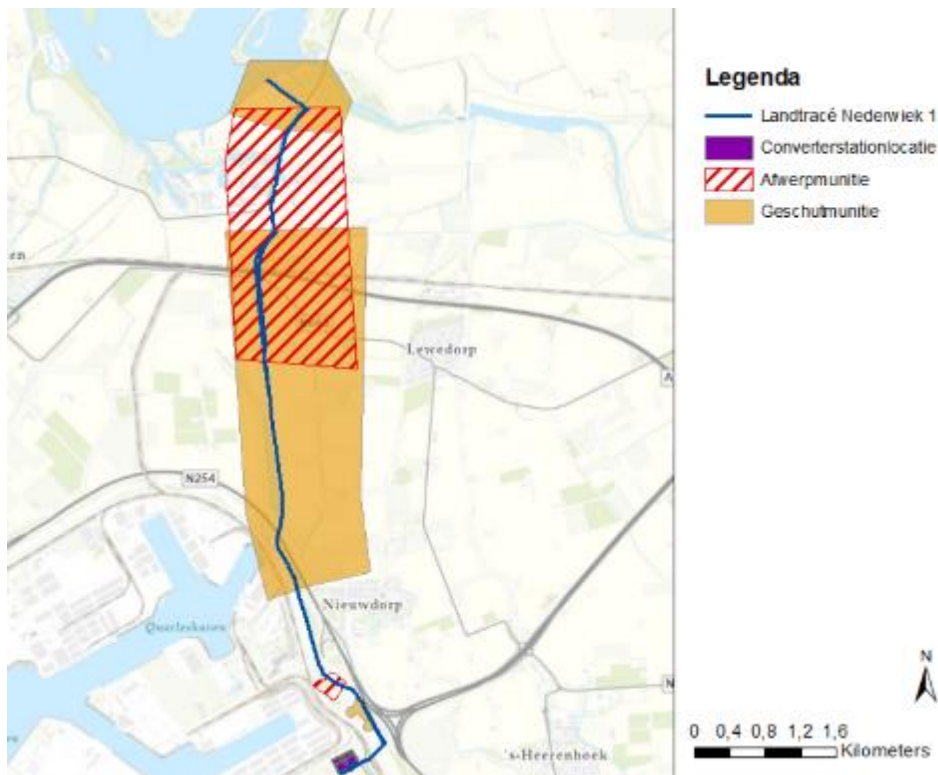 Legenda
Landtracé Nederwiek 1
Converterstationlocatie
Afwerpmunitie
Geschutmunitie
en
Lewedorp
A
N254
Nieuwdorp
Quarleshaven
N
's-Heerenhoek
N
0 0,4 0,8 1,2 1,6
Kilometers